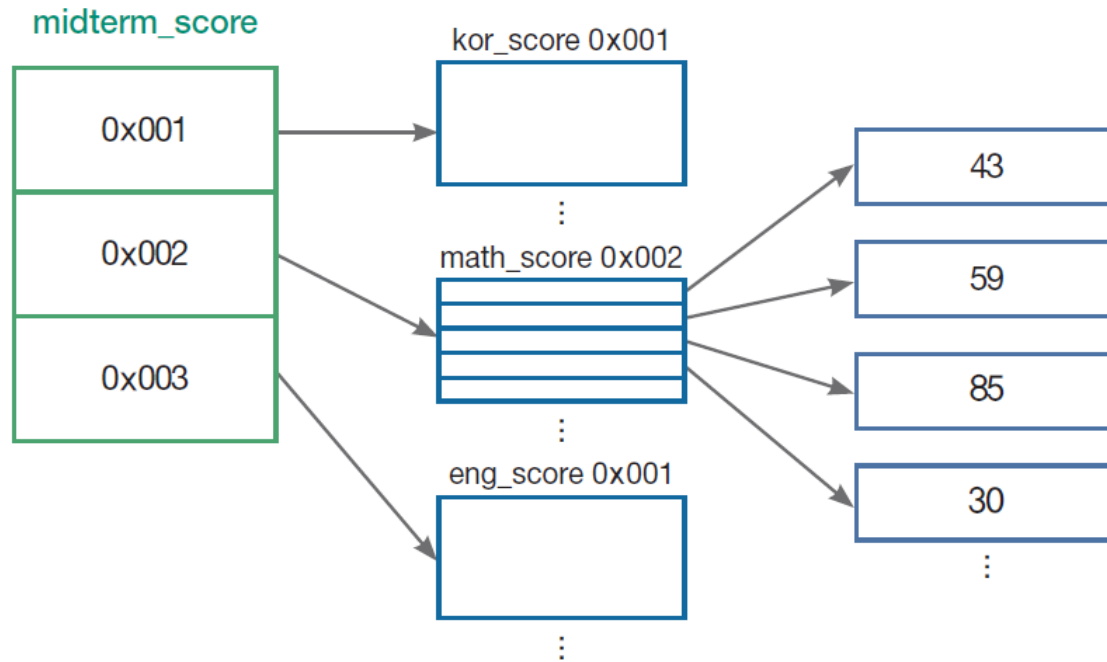 midterm_score
0x001
0x002
0x003
kor_score 0x001
⋮
math_score 0x002
⋮
eng_score 0x001
⋮
43
59
85
30
⋮